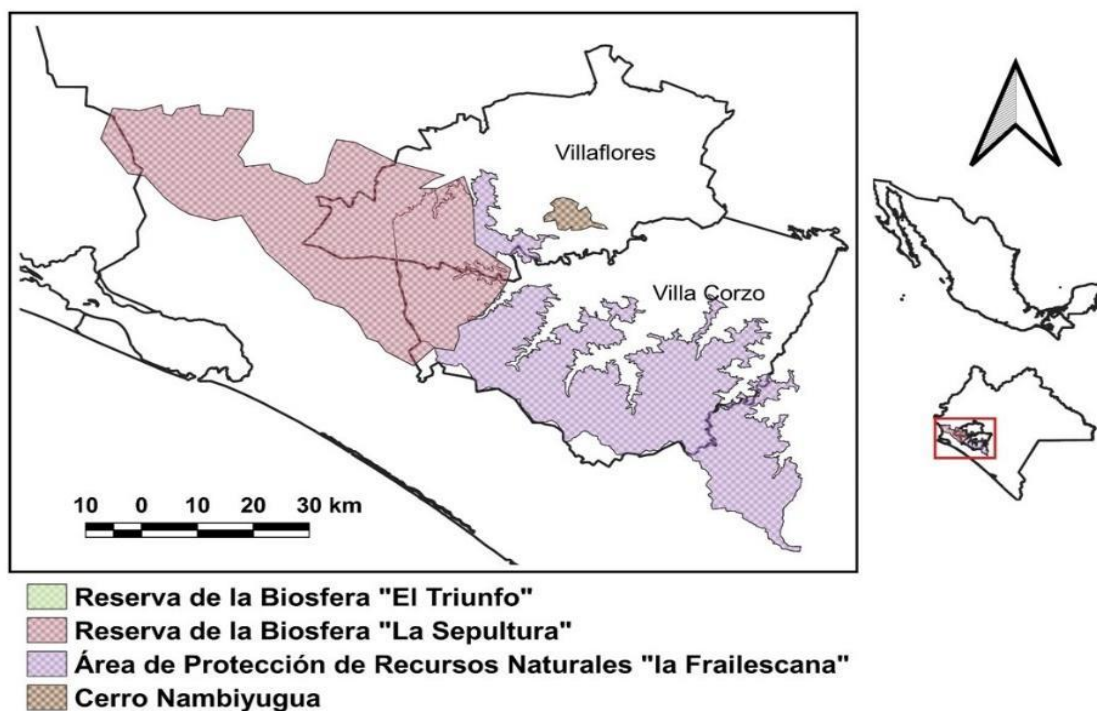 Villaflores
Villa Corzo
10 0 10 20 30 km
Reserva de la Biosfera "El Triunfo"
Reserva de la Biosfera "La Sepultura"
Área de Protección de Recursos Naturales "la Frailescana"
Cerro Nambiyugua